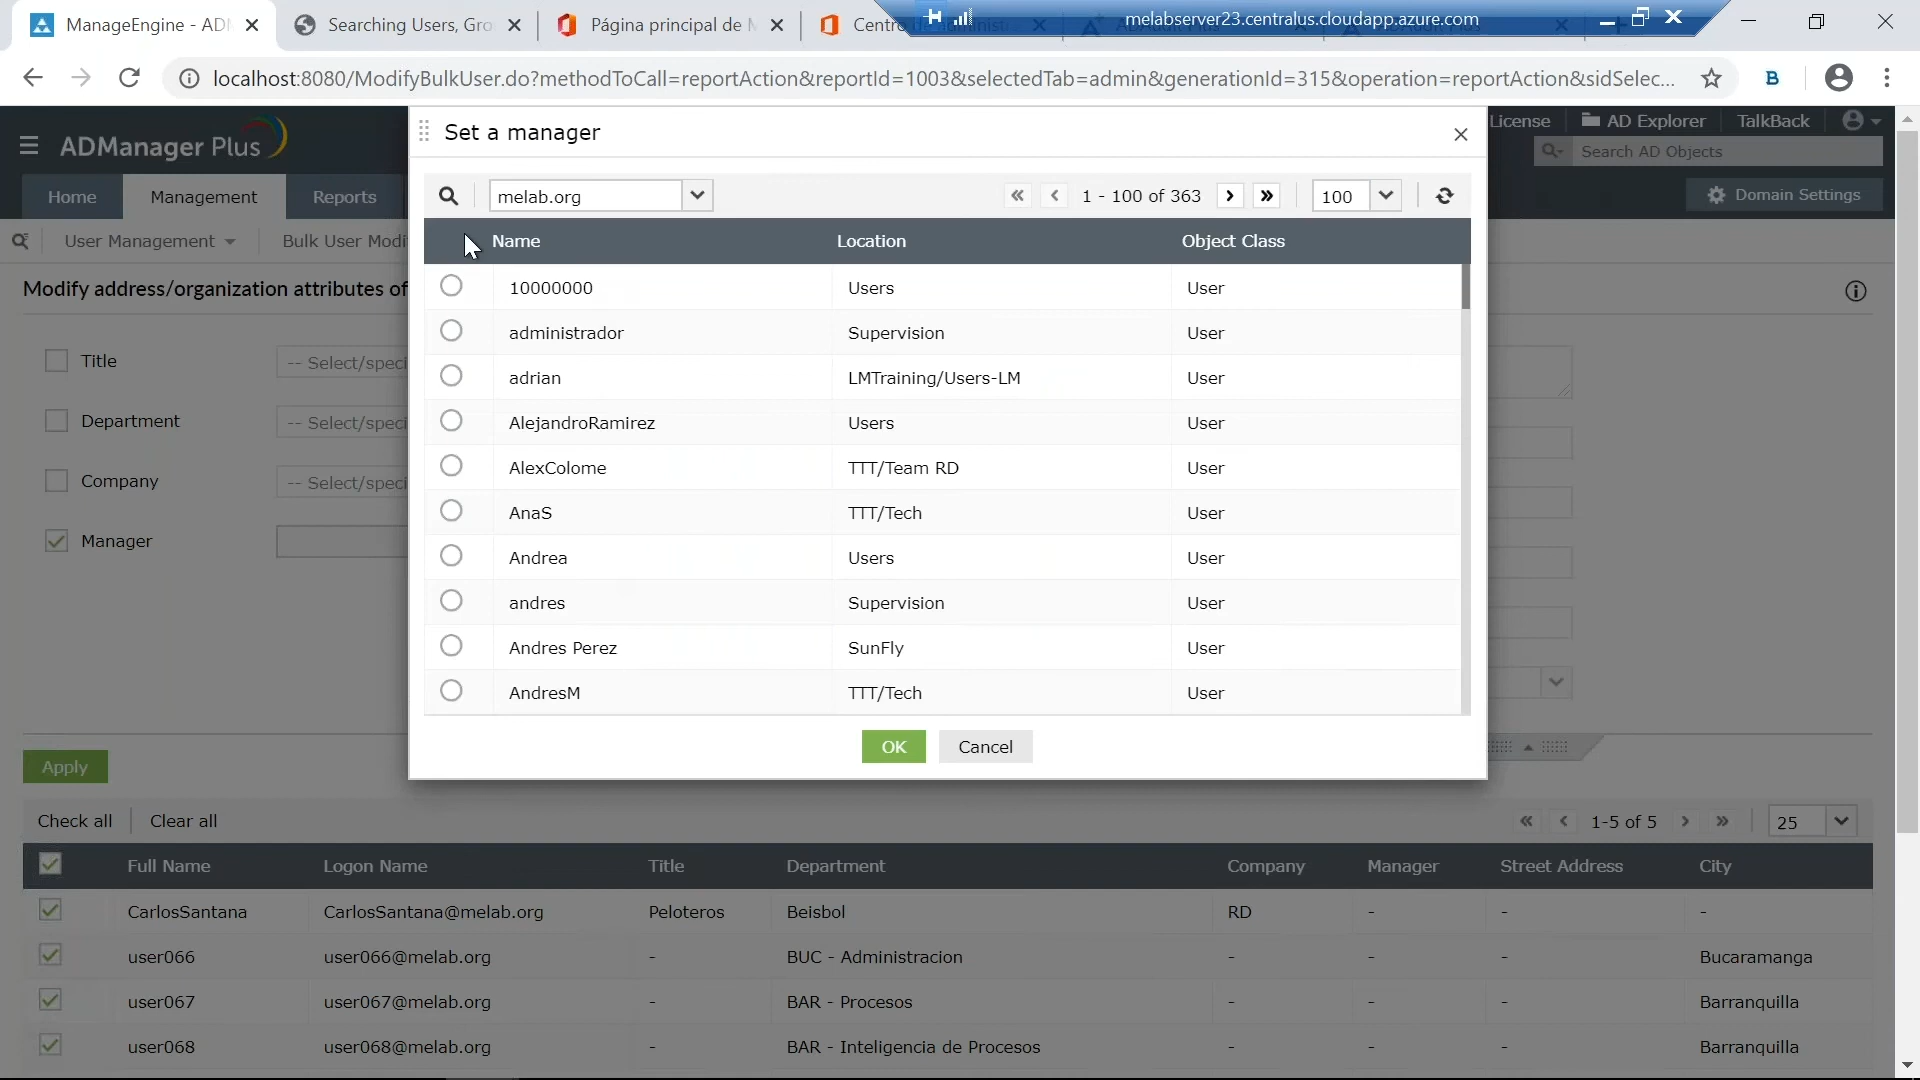 ManageEngine - AD
Searching Users, Gro
Página principal de M
melabserver23.centralus.cloudapp.azure.com
localhost:8080/ModifyBulkUser.do?methodToCall=reportAction&reportId=1003&selectedTab=admin&generationId=315&operation=reportAction&sidSelec...
B
ADManager Plus
License
AD Explorer
TalkBack
Search AD Objects
Home
Management
Reports
Domain Settings
User Management
Bulk User Modi
Modify address/organization attributes of
Title
-- Select/speci
Department
-- Select/speci
Company
-- Select/speci
Manager
Apply
Set a manager
melab.org
1 - 100 of 363
100
Name Location Object Class
10000000 Users User
administrador Supervision User
adrian LMTraining/Users-LM User
AlejandroRamirez Users User
AlexColome TTT/Team RD User
AnaS TTT/Tech User
Andrea Users User
andres Supervision User
Andres Perez SunFly User
AndresM TTT/Tech User
OK
Cancel
Check all
Clear all
1-5 of 5
25
Full Name Logon Name Title Department Company Manager Street Address City
CarlosSantana CarlosSantana@melab.org Peloteros Beisbol RD - - -
user066 user066@melab.org - BUC - Administracion - - - Bucaramanga
user067 user067@melab.org - BAR - Procesos - - - Barranquilla
user068 user068@melab.org - BAR - Inteligencia de Procesos - - - Barranquilla